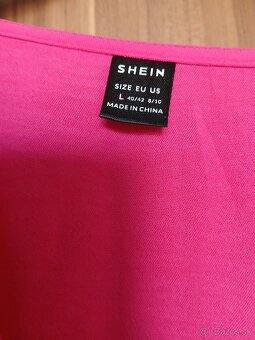 SHEIN
SIZE EU US
L 40/42 8/10
MADE IN CHINA